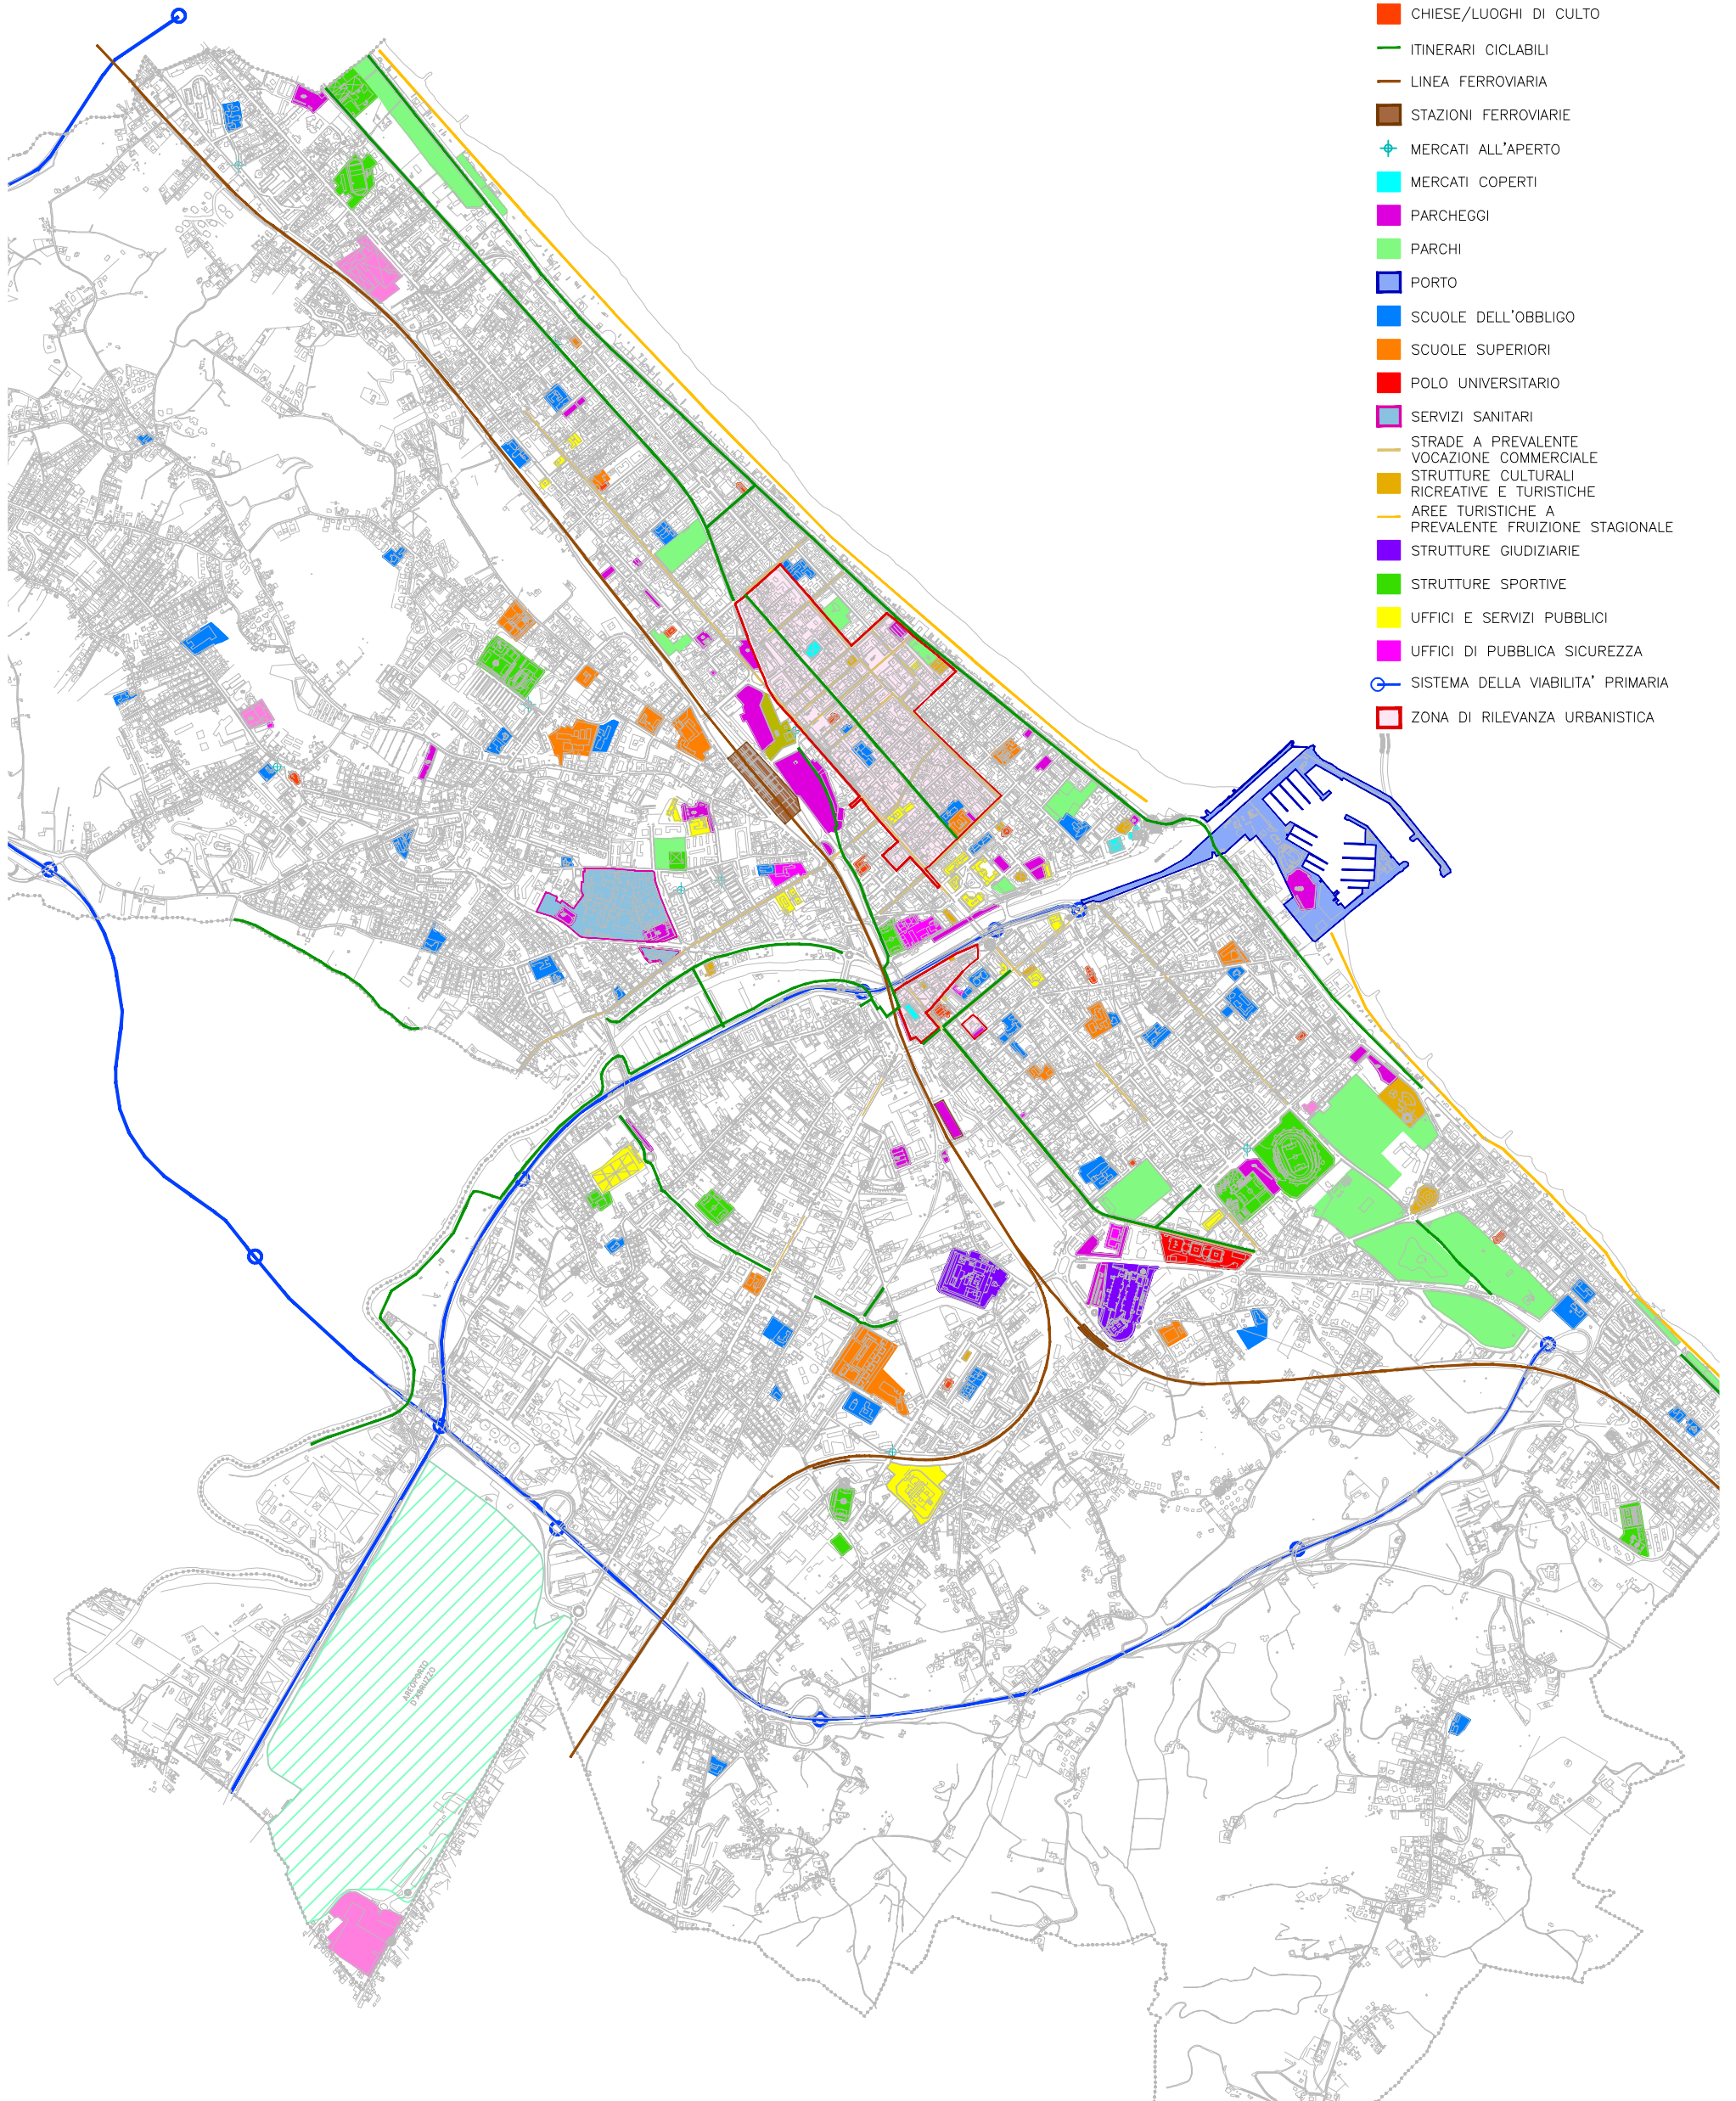 CHIESE/LUOGHI DI CULTO
ITINERARI CICLABILI
LINEA FERROVIARIA
STAZIONI FERROVIARIE
MERCATI ALL'APERTO
MERCATI COPERTI
PARCHEGGI
PARCHI
PORTO
SCUOLE DELL'OBBLIGO
SCUOLE SUPERIORI
POLO UNIVERSITARIO
SERVIZI SANITARI
STRADE A PREVALENTE
VOCAZIONE COMMERCIALE
STRUTTURE CULTURALI
RICREATIVE E TURISTICHE
AREE TURISTICHE A
PREVALENTE FRUIZIONE STAGIONALE
STRUTTURE GIUDIZIARIE
STRUTTURE SPORTIVE
UFFICI E SERVIZI PUBBLICI
UFFICI DI PUBBLICA SICUREZZA
SISTEMA DELLA VIABILITA' PRIMARIA
ZONA DI RILEVANZA URBANISTICA
AREOPORTO
D'ABRUZZO